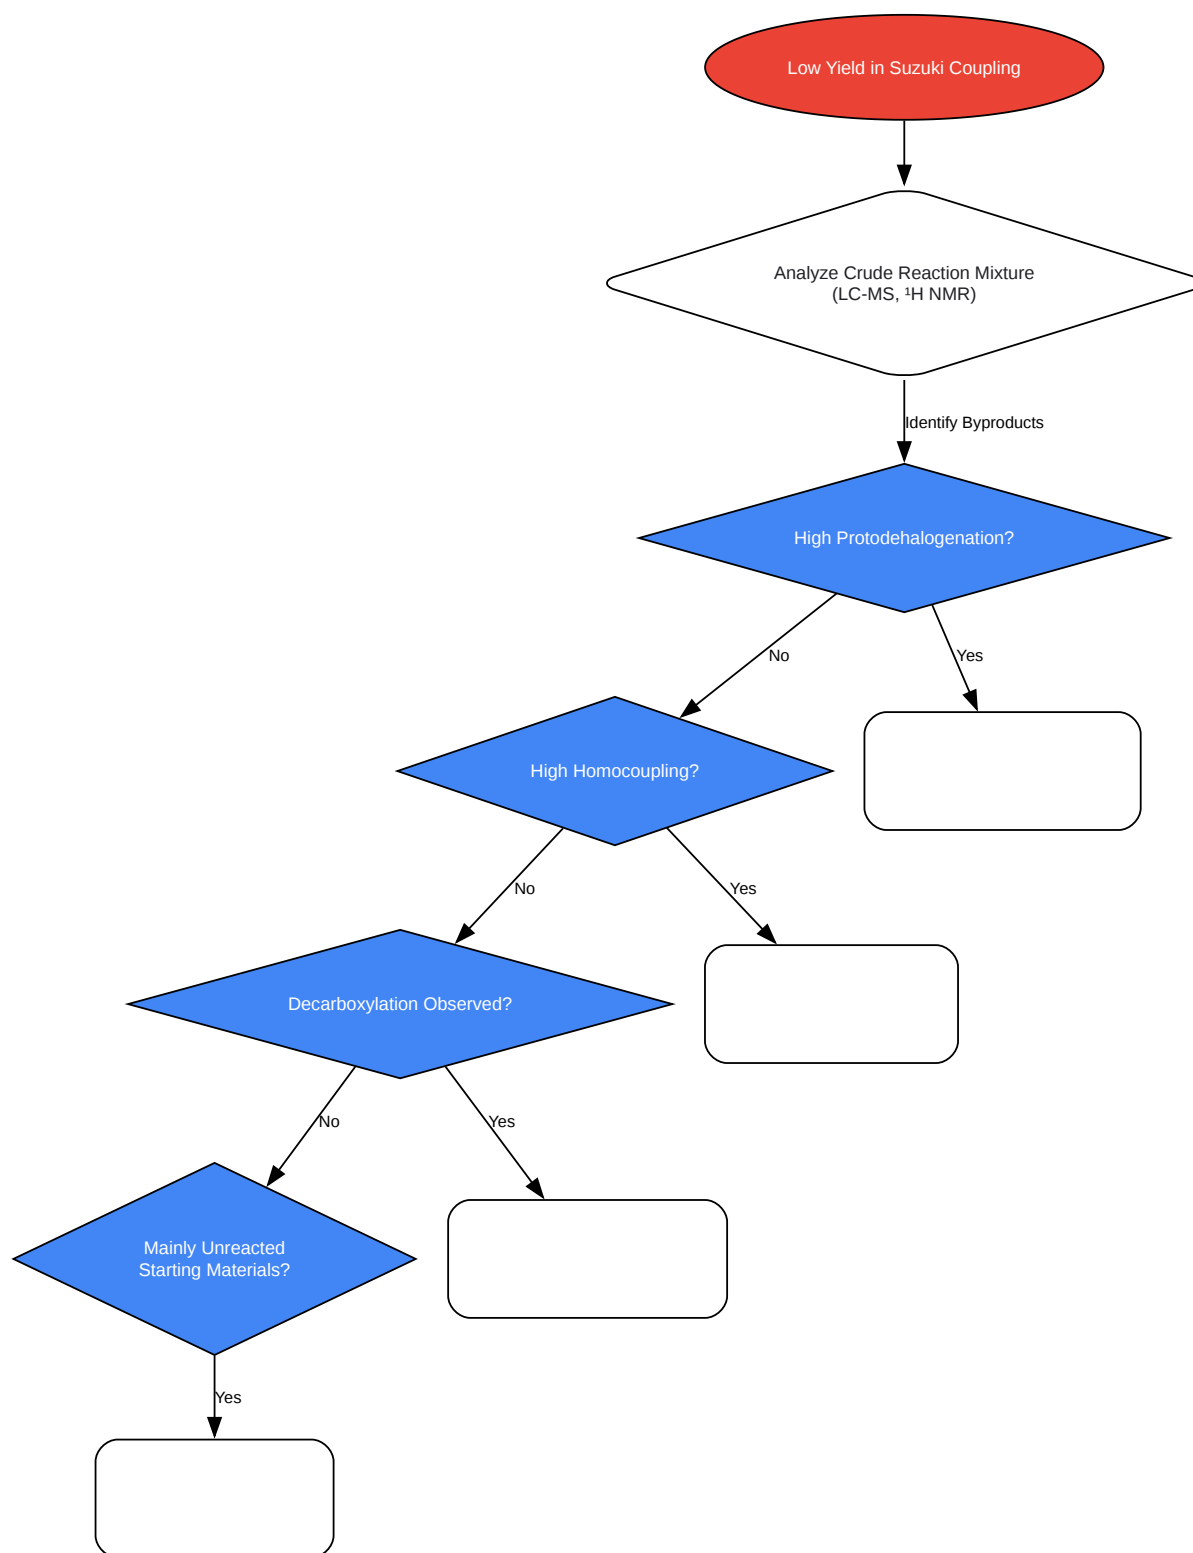 Low Yield in Suzuki Coupling
Analyze Crude Reaction Mixture
(LC-MS, ¹H NMR)
Identify Byproducts
High Protodehalogenation?
No
Yes
High Homocoupling?
No
Yes
Decarboxylation Observed?
No
Yes
Mainly Unreacted
Starting Materials?
Yes